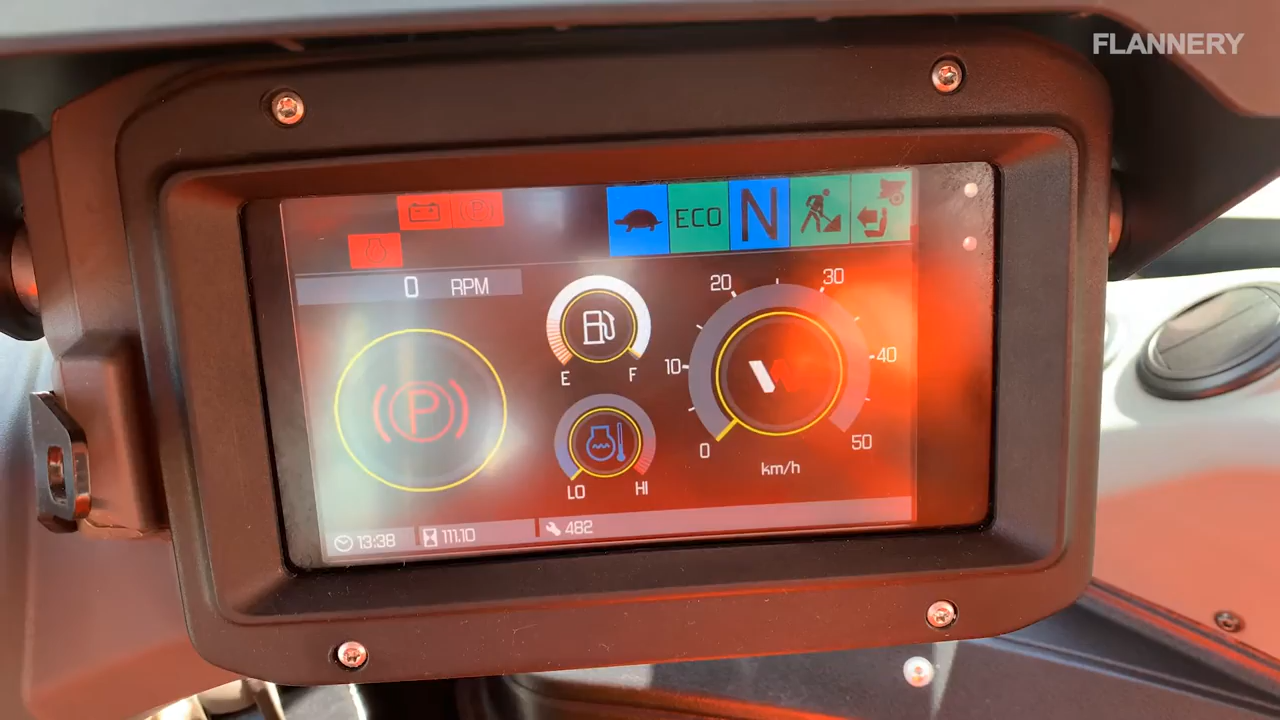 FLANNERY
ECO
N
P
0 RPM
20
30
10
40
E
F
P
0
50
LO
HI
km/h
13:38
111.10
482